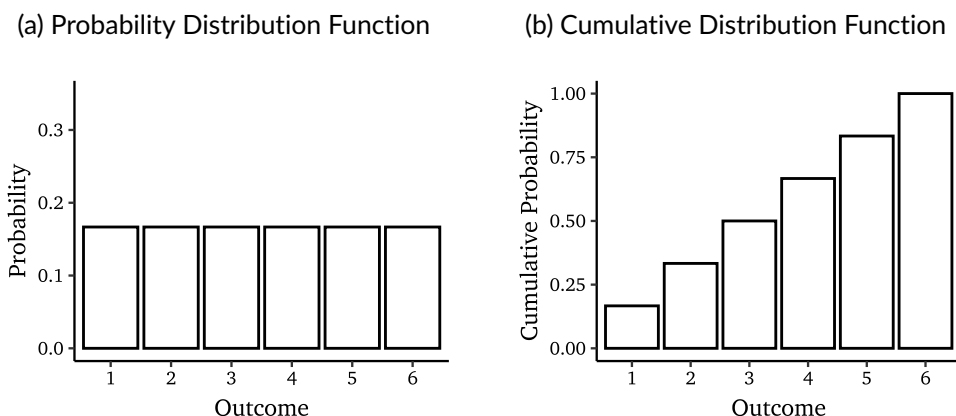 (a) Probability Distribution Function
Probability
0.3
0.2
0.1
0.0
1 2 3 4 5 6
Outcome
(b) Cumulative Distribution Function
Cumulative Probability
1.00
0.75
0.50
0.25
0.00
1 2 3 4 5 6
Outcome